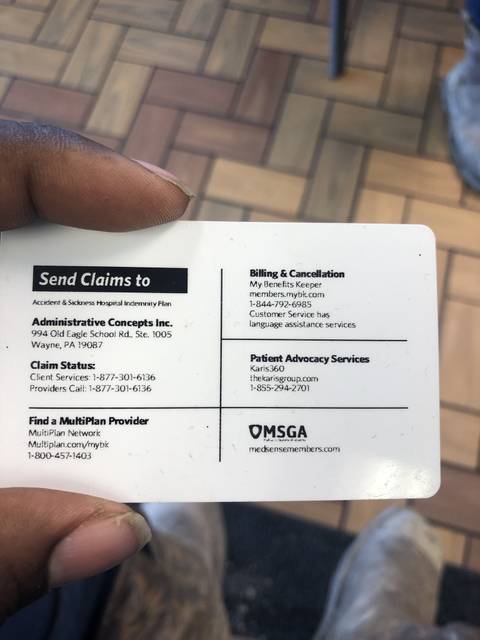 Send Claims to
Accident & Sickness Hospital Indemnity Plan
Administrative Concepts Inc.
994 Old Eagle School Rd., Ste. 1005
Wayne, PA 19087
Claim Status:
Client Services: 1-877-301-6136
Providers Call: 1-877-301-6136
Find a MultiPlan Provider
MultiPlan Network
Multiplan.com/mybk
1-800-457-1403
Billing & Cancellation
My Benefits Keeper
members.mybk.com
1-844-792-6985
Customer Service has
language assistance services
Patient Advocacy Services
Karis360
thekarisgroup.com
1-855-294-2701
MSGA
medsensemembers.com